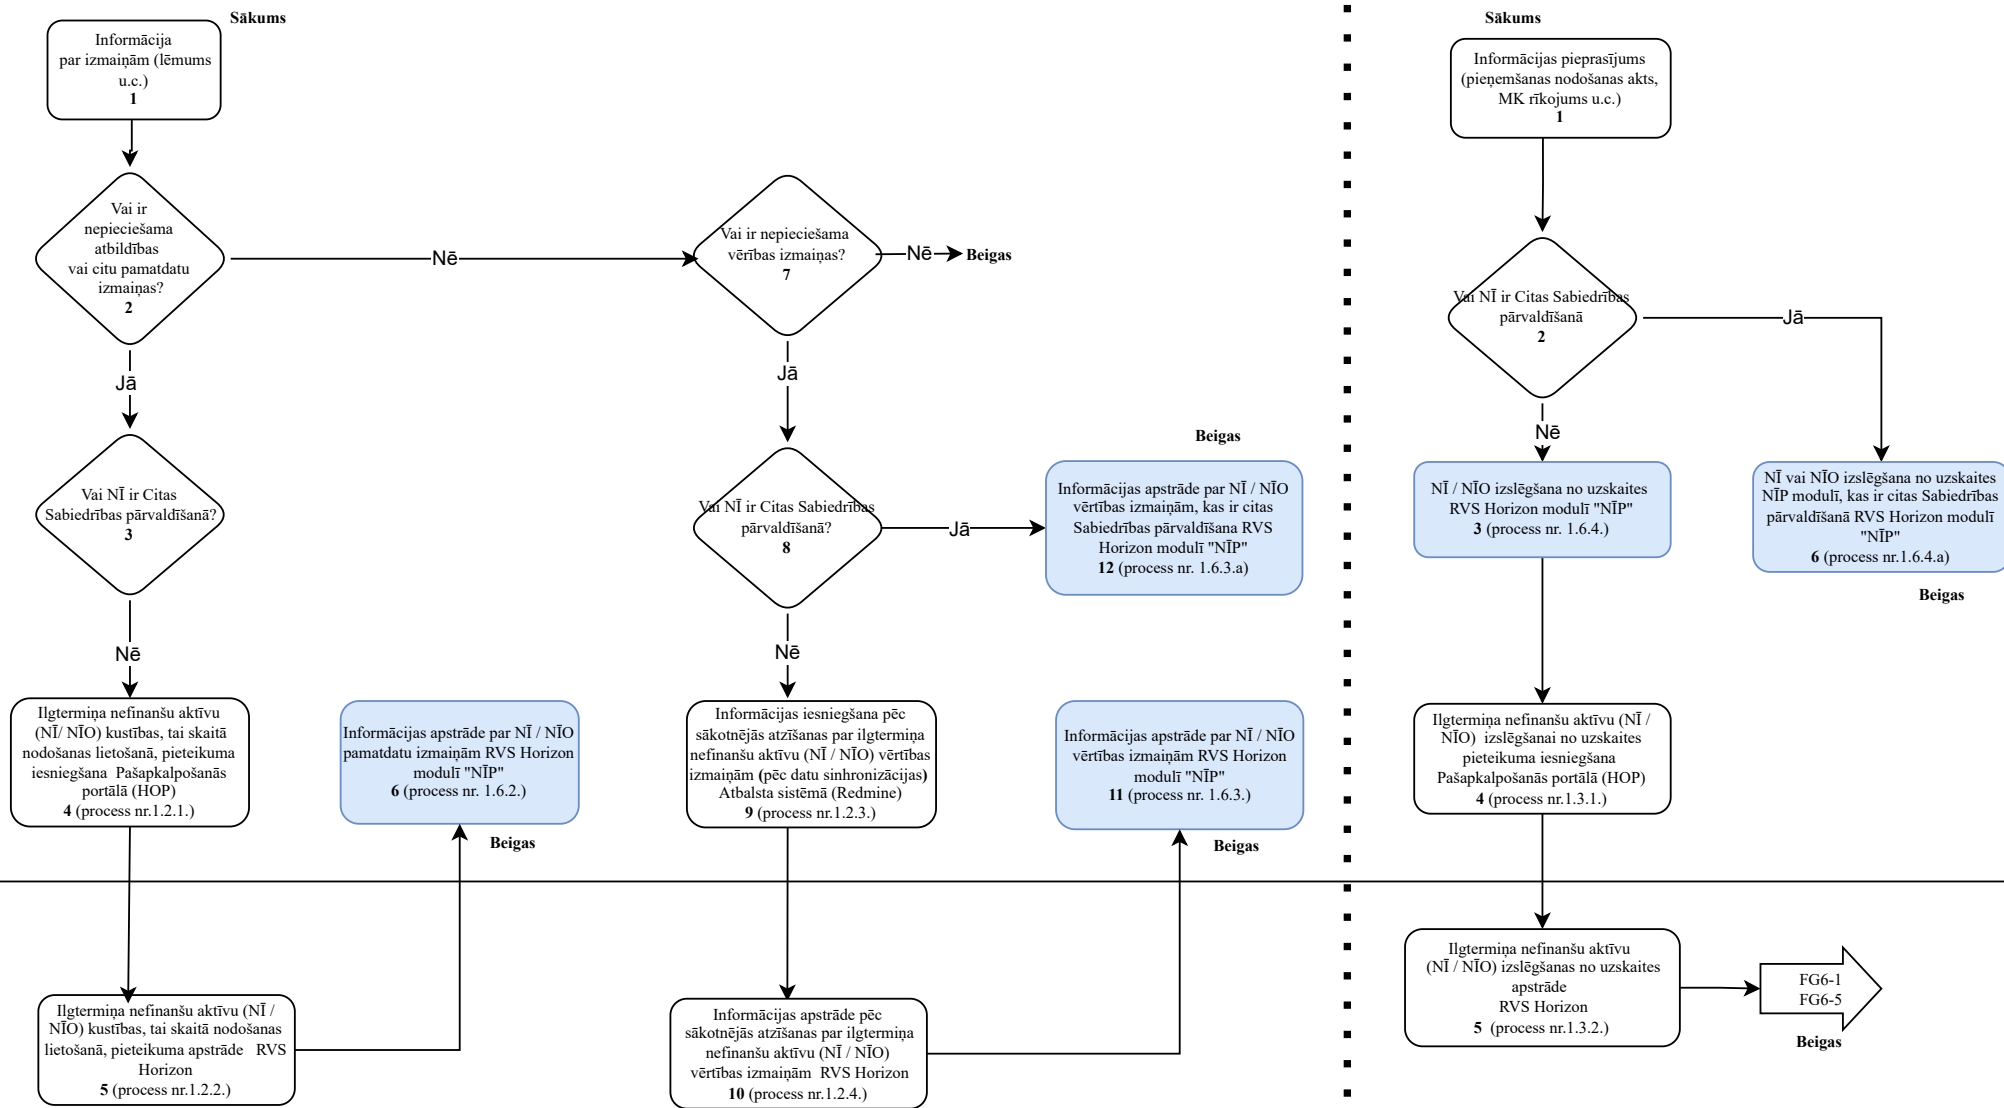 Sākums
Informācija
par izmaiņām (lēmums
u.c.)
1
Vai ir
nepieciešama
atbildības
vai citu pamatdatu
izmaiņas?
2
Nē
Jā
Vai NĪ ir Citas
Sabiedrības pārvaldīšanā?
3
Nē
Ilgtermiņa nefinanšu aktīvu
(NĪ/ NĪO) kustības, tai skaitā
nodošanas lietošanā, pieteikuma
iesniegšana Pašapkalpošanās
portālā (HOP)
4 (process nr.1.2.1.)
Ilgtermiņa nefinanšu aktīvu (NĪ /
NĪO) kustības, tai skaitā nodošanas
lietošanā, pieteikuma apstrāde RVS
Horizon
5 (process nr.1.2.2.)
Informācijas apstrāde par NĪ / NĪO
pamatdatu izmaiņām RVS Horizon
modulī "NĪP"
6 (process nr. 1.6.2.)
Beigas
Vai ir nepieciešama
vērības izmaiņas?
7
Nē
Beigas
Jā
Vai NĪ ir Citas Sabiedrības
pārvaldīšanā?
8
Jā
Beigas
Informācijas apstrāde par NĪ / NĪO
vērtības izmaiņām, kas ir citas
Sabiedrības pārvaldīšana RVS
Horizon modulī "NĪP"
12 (process nr. 1.6.3.a)
Nē
Informācijas iesniegšana pēc
sākotnējās atzīšanas par ilgtermiņa
nefinanšu aktīvu (NĪ / NĪO) vērtības
izmaiņām (pēc datu sinhronizācijas)
Atbalsta sistēmā (Redmine)
9 (process nr.1.2.3.)
Informācijas apstrāde pēc
sākotnējās atzīšanas par ilgtermiņa
nefinanšu aktīvu (NĪ / NĪO)
vērtības izmaiņām RVS Horizon
10 (process nr.1.2.4.)
Informācijas apstrāde par NĪ / NĪO
vērtības izmaiņām RVS Horizon
modulī "NĪP"
11 (process nr. 1.6.3.)
Beigas
Sākums
Informācijas pieprasījums
(pieņemšanas nodošanas akts,
MK rīkojums u.c.)
1
Vai NĪ ir Citas Sabiedrības
pārvaldīšanā
2
Jā
Nē
NĪ / NĪO izslēgšana no uzskaites
RVS Horizon modulī "NĪP"
3 (process nr. 1.6.4.)
NĪ vai NĪO izslēgšana no uzskaites
NĪP modulī, kas ir citas Sabiedrības
pārvaldīšanā RVS Horizon modulī
"NĪP"
6 (process nr.1.6.4.a)
Beigas
Ilgtermiņa nefinanšu aktīvu (NĪ /
NĪO) izslēgšanai no uzskaites
pieteikuma iesniegšana
Pašapkalpošanās portālā (HOP)
4 (process nr.1.3.1.)
Ilgtermiņa nefinanšu aktīvu
(NĪ / NĪO) izslēgšanas no uzskaites
apstrāde
RVS Horizon
5 (process nr.1.3.2.)
FG6-1
FG6-5
Beigas